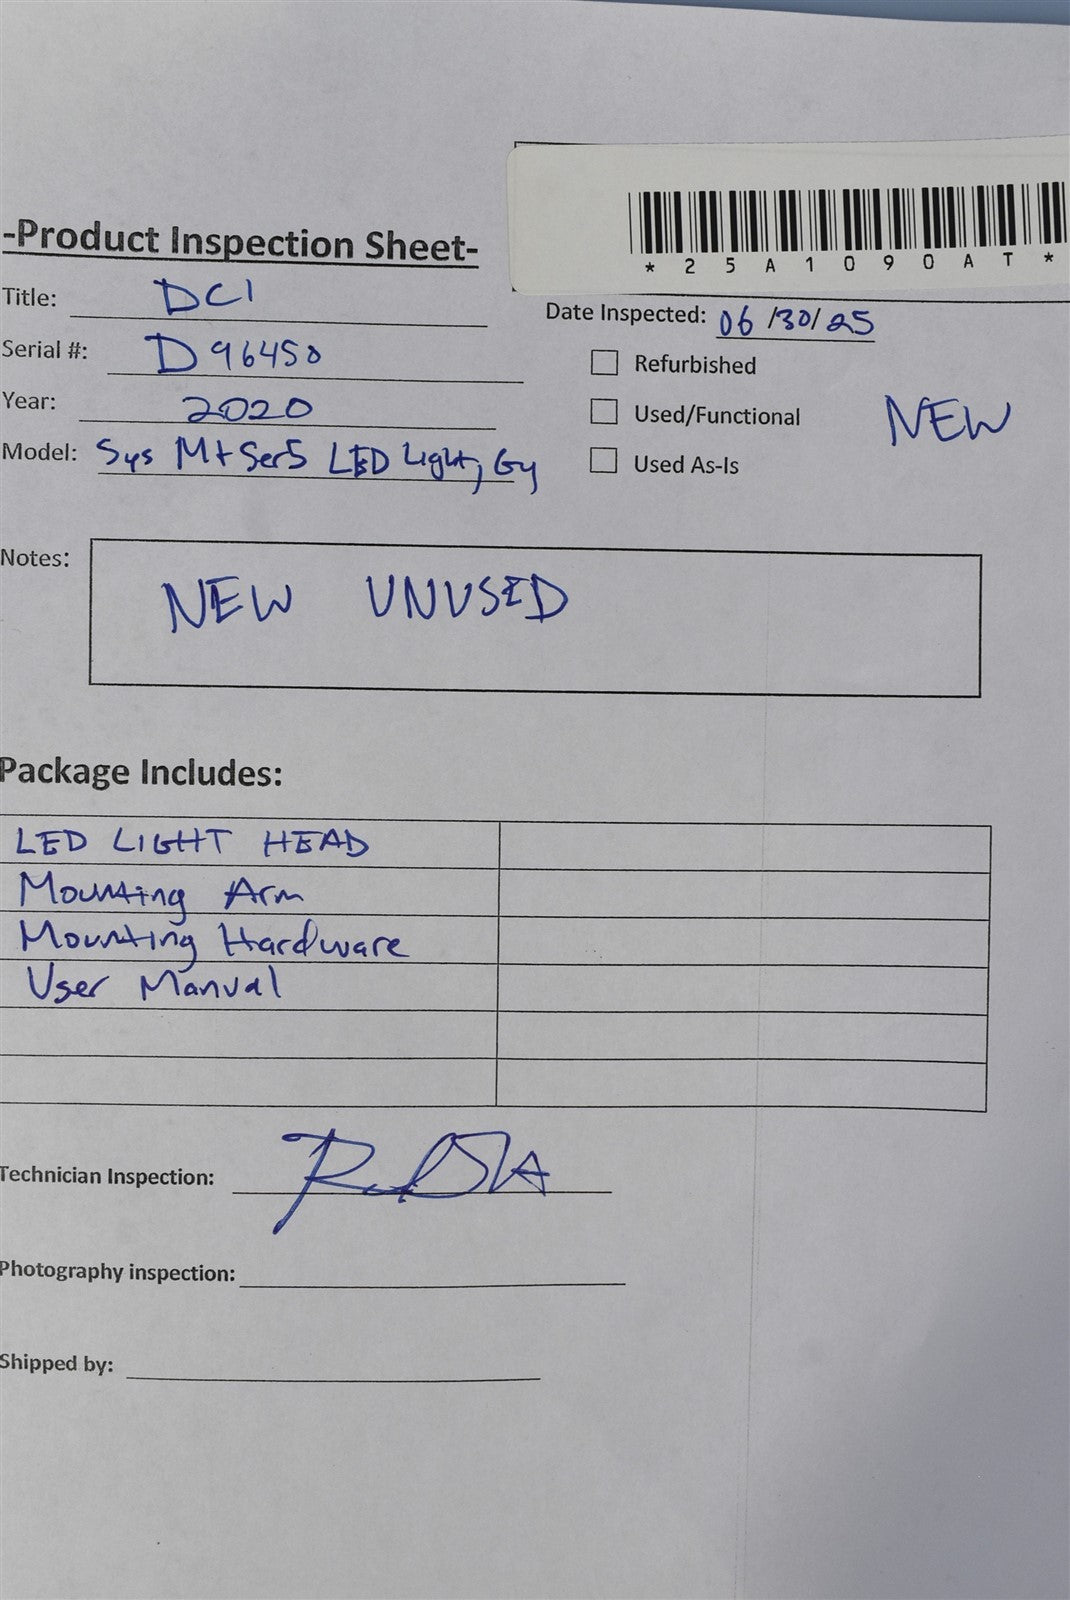 *25A1090AT*
-Product Inspection Sheet-
Title: DCI
Date Inspected: 06/30/25
Serial #: D96450
Refurbished
Year: 2020
Used/Functional
NEW
Model: Sys Mt Ser5 LED Light, Gy
Used As-Is
Notes:
NEW UNUSED
Package Includes:
LED LIGHT HEAD
Mounting Arm
Mounting Hardware
User Manual
Technician Inspection:
Photography inspection:
Shipped by: